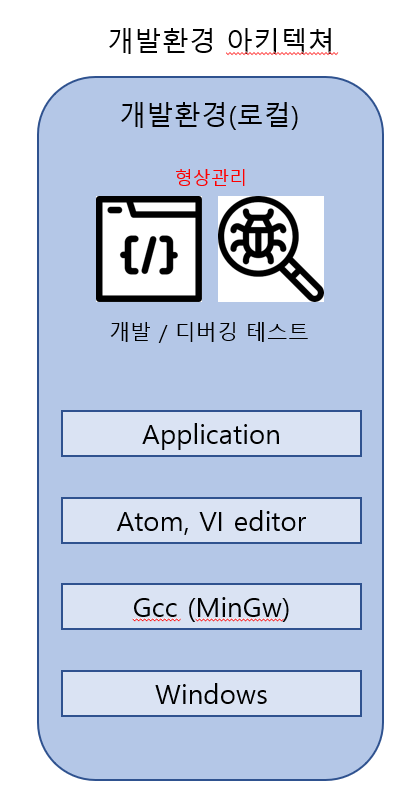 개발환경 아키텍쳐
개발환경(로컬)
형상관리
{/}
개발 / 디버깅 테스트
Application
Atom, VI editor
Gcc (MinGw)
Windows